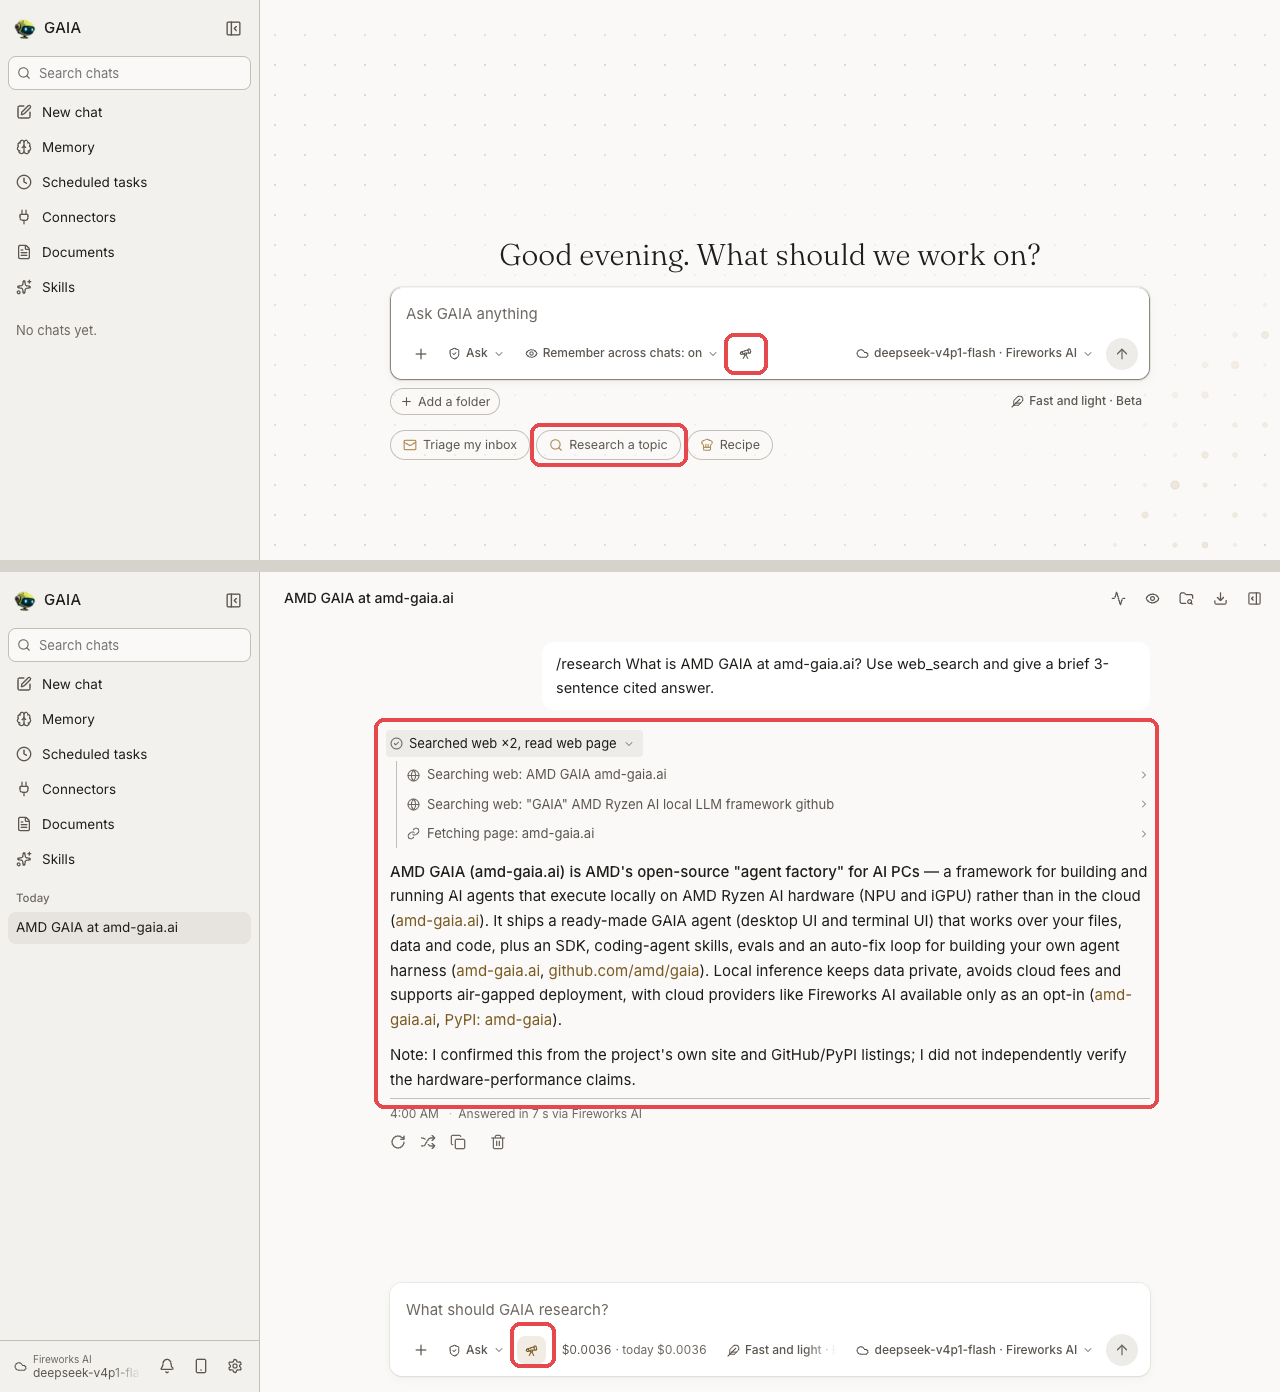 GAIA
Search chats
New chat
Memory
Scheduled tasks
Connectors
Documents
Skills
No chats yet.
Good evening. What should we work on?
Ask GAIA anything
Ask
Remember across chats: on
deepseek-v4p1-flash · Fireworks AI
Add a folder
Fast and light · Beta
Triage my inbox
Research a topic
Recipe
GAIA
Search chats
New chat
Memory
Scheduled tasks
Connectors
Documents
Skills
Today
AMD GAIA at amd-gaia.ai
Fireworks AI
deepseek-v4p1-fla
AMD GAIA at amd-gaia.ai
/research What is AMD GAIA at amd-gaia.ai? Use web_search and give a brief 3-
sentence cited answer.
Searched web ×2, read web page
Searching web: AMD GAIA amd-gaia.ai
Searching web: "GAIA" AMD Ryzen AI local LLM framework github
Fetching page: amd-gaia.ai
AMD GAIA (amd-gaia.ai) is AMD's open-source "agent factory" for AI PCs — a framework for building and
running AI agents that execute locally on AMD Ryzen AI hardware (NPU and iGPU) rather than in the cloud
(amd-gaia.ai). It ships a ready-made GAIA agent (desktop UI and terminal UI) that works over your files,
data and code, plus an SDK, coding-agent skills, evals and an auto-fix loop for building your own agent
harness (amd-gaia.ai, github.com/amd/gaia). Local inference keeps data private, avoids cloud fees and
supports air-gapped deployment, with cloud providers like Fireworks AI available only as an opt-in (amd-
gaia.ai, PyPI: amd-gaia).
Note: I confirmed this from the project's own site and GitHub/PyPI listings; I did not independently verify
the hardware-performance claims.
4:00 AM · Answered in 7 s via Fireworks AI
What should GAIA research?
Ask
$0.0036 · today $0.0036
Fast and light ·
deepseek-v4p1-flash · Fireworks AI